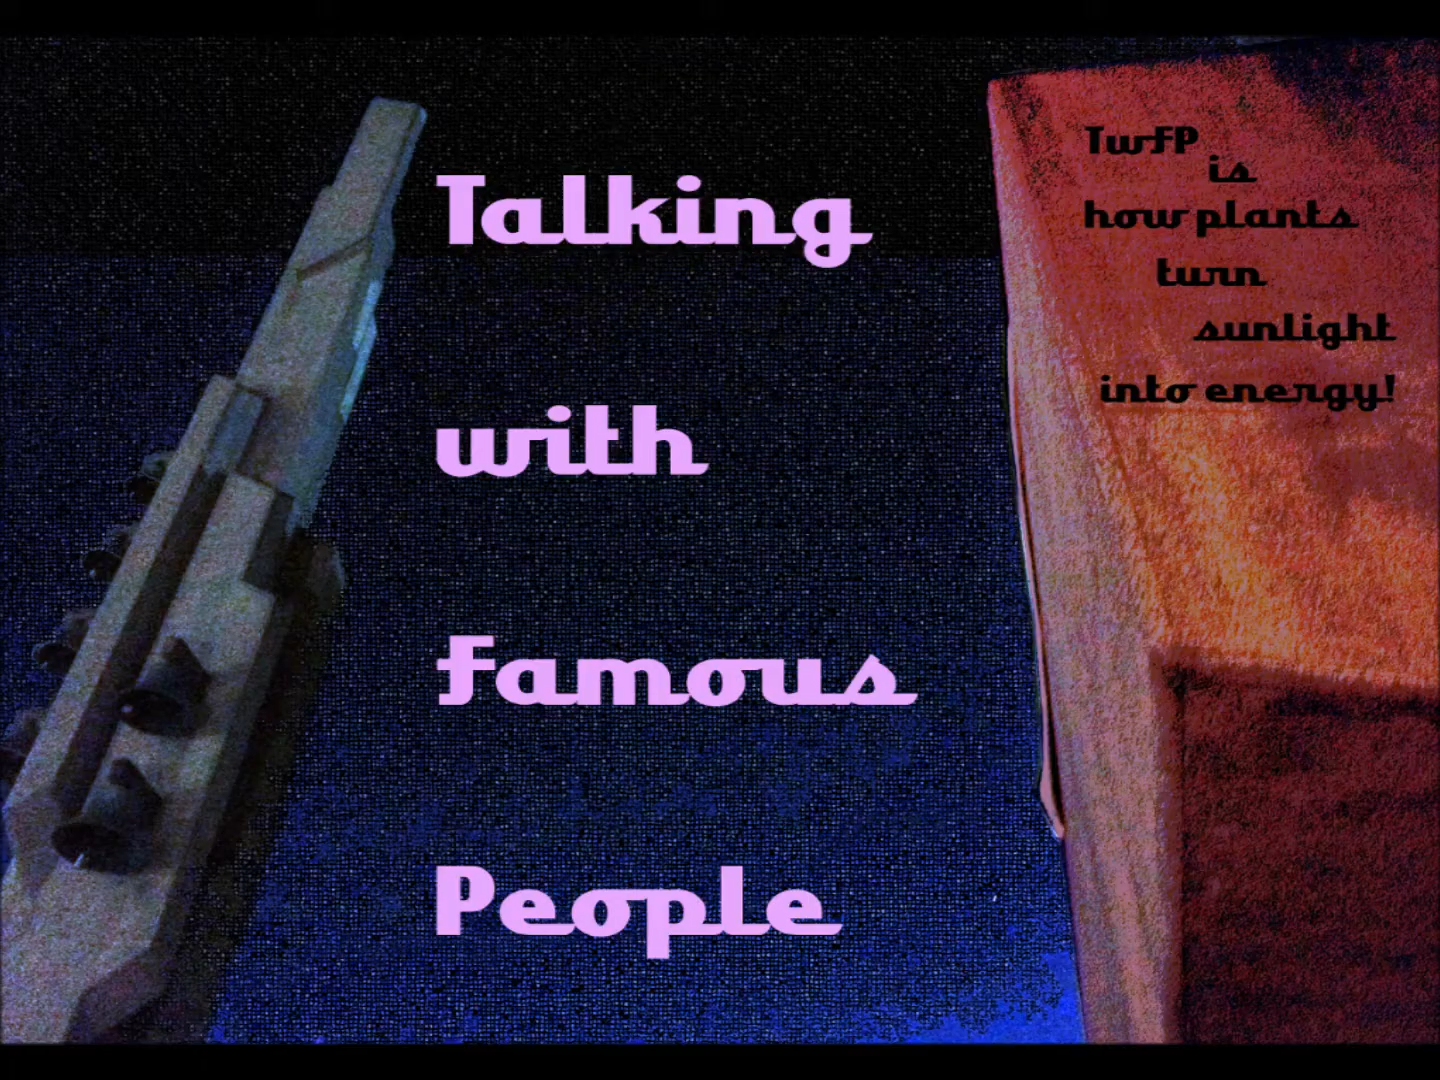 Talking
with
Famous
People
TwFP
is
how plants
turn
sunlight
into energy!